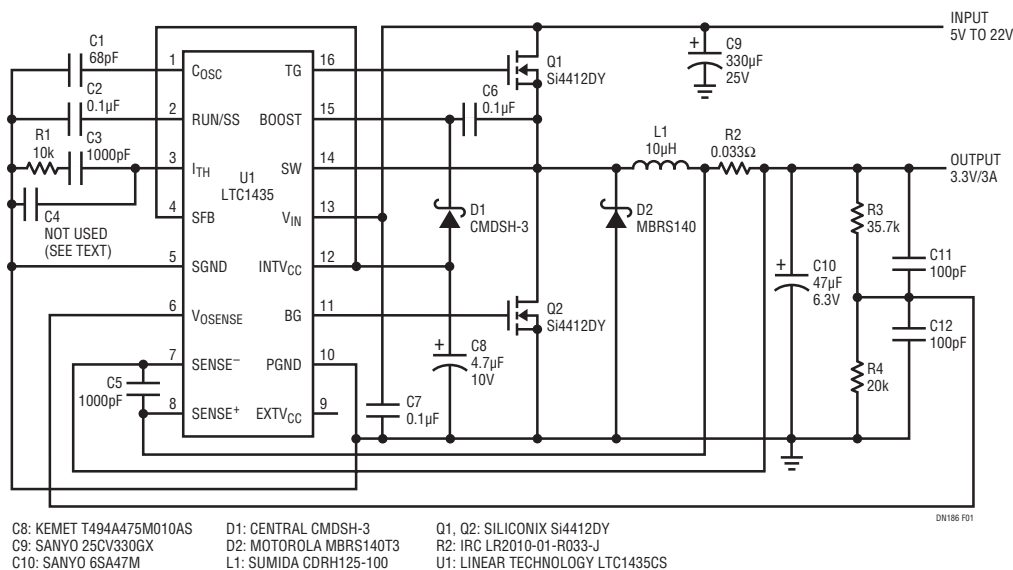 INPUT
5V TO 22V
C1
68pF
C2
0.1µF
R1
10k
C3
1000pF
C4
NOT USED
(SEE TEXT)
C5
1000pF
1
COSC
2
RUN/SS
3
ITH
4
SFB
5
SGND
6
VOSENSE
7
SENSE–
8
SENSE+
U1
LTC1435
16
TG
15
BOOST
14
SW
13
VIN
12
INTVCC
11
BG
10
PGND
9
EXTVCC
Q1
Si4412DY
+
C9
330µF
25V
C6
0.1µF
L1
10µH
R2
0.033Ω
OUTPUT
3.3V/3A
D1
CMDSH-3
D2
MBRS140
R3
35.7k
C11
100pF
+
C10
47µF
6.3V
Q2
Si4412DY
+
C8
4.7µF
10V
C12
100pF
R4
20k
C7
0.1µF
DN186 F01
C8: KEMET T494A475M010AS
C9: SANYO 25CV330GX
C10: SANYO 6SA47M
D1: CENTRAL CMDSH-3
D2: MOTOROLA MBRS140T3
L1: SUMIDA CDRH125-100
Q1, Q2: SILICONIX Si4412DY
R2: IRC LR2010-01-R033-J
U1: LINEAR TECHNOLOGY LTC1435CS